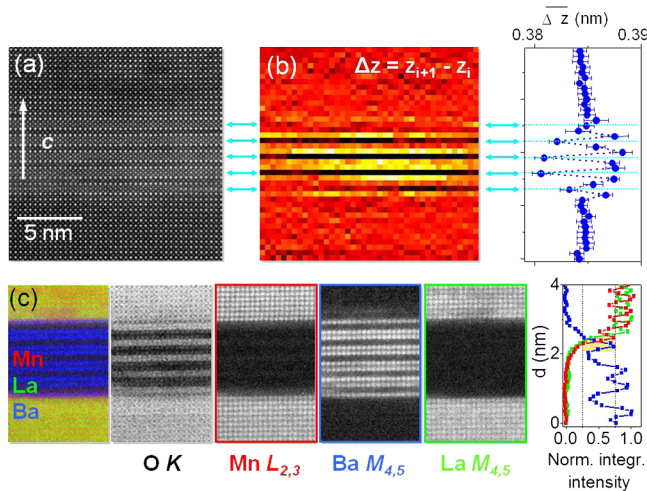 Δz (nm)
0.38 0.39
(a)
(b) Δz = z_{i+1} - z_i
c
5 nm
(c)
Mn
La
Ba
O K Mn L_{2,3} Ba M_{4,5} La M_{4,5}
d (nm)
4
2
0
0.0 0.5 1.0
Norm. integr.
intensity